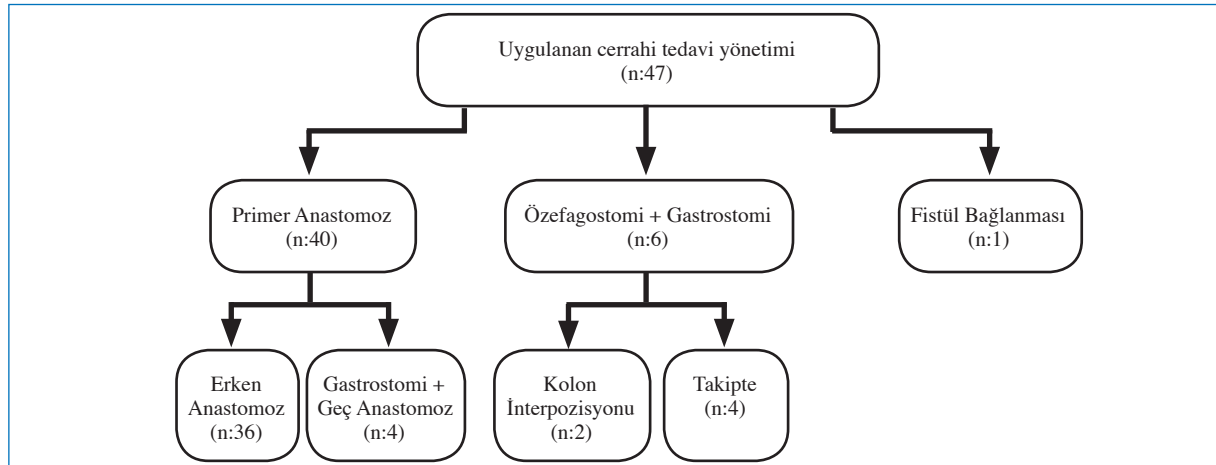 Uygulanan cerrahi tedavi yönetimi
(n:47)
Primer Anastomoz
(n:40)
Özefagostomi + Gastrostomi
(n:6)
Fistül Bağlanması
(n:1)
Erken
Anastomoz
(n:36)
Gastrostomi +
Geç Anastomoz
(n:4)
Kolon
İnterpozisyonu
(n:2)
Takipte
(n:4)